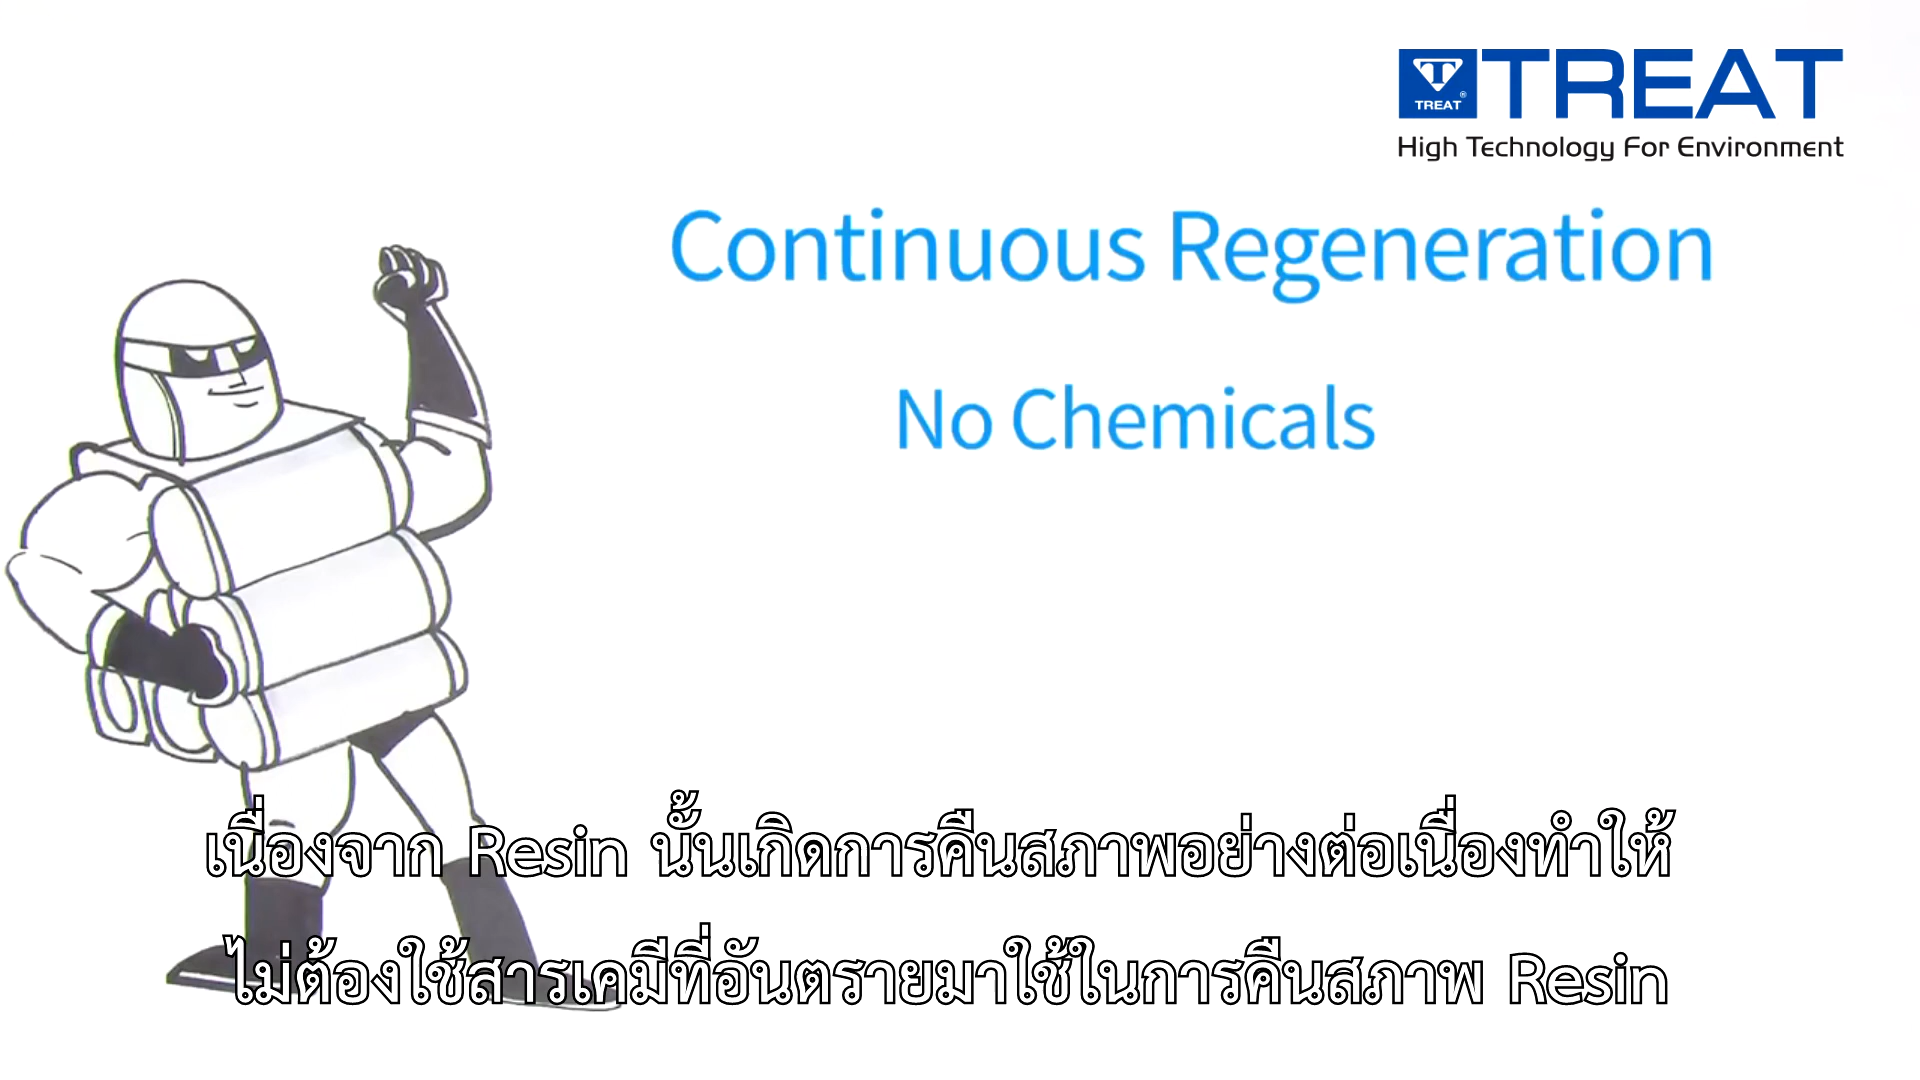 TREAT
TREAT ®
High Technology For Environment
Continuous Regeneration
No Chemicals
เนื่องจาก Resin นั้นเกิดการคืนสภาพอย่างต่อเนื่องทำให้
ไม่ต้องใช้สารเคมีที่อันตรายมาใช้ในการคืนสภาพ Resin